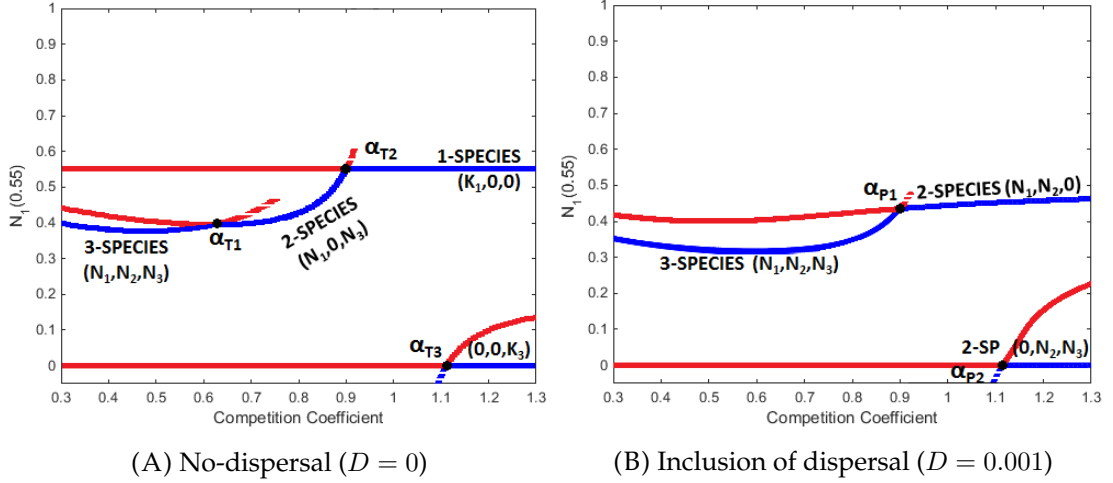 1
0.9
0.8
0.7
0.6
0.5
0.4
0.3
0.2
0.1
0
N₁(0.55)
α_T2
1-SPECIES
(K₁,0,0)
α_T1
3-SPECIES
(N₁,N₂,N₃)
2-SPECIES
(N₁,0,N₃)
α_T3
(0,0,K₃)
0.3 0.4 0.5 0.6 0.7 0.8 0.9 1 1.1 1.2 1.3
Competition Coefficient
(A) No-dispersal (D = 0)
1
0.9
0.8
0.7
0.6
0.5
0.4
0.3
0.2
0.1
0
N₁(0.55)
α_P1
2-SPECIES (N₁,N₂,0)
3-SPECIES (N₁,N₂,N₃)
2-SP (0,N₂,N₃)
α_P2
0.3 0.4 0.5 0.6 0.7 0.8 0.9 1 1.1 1.2 1.3
Competition Coefficient
(B) Inclusion of dispersal (D = 0.001)